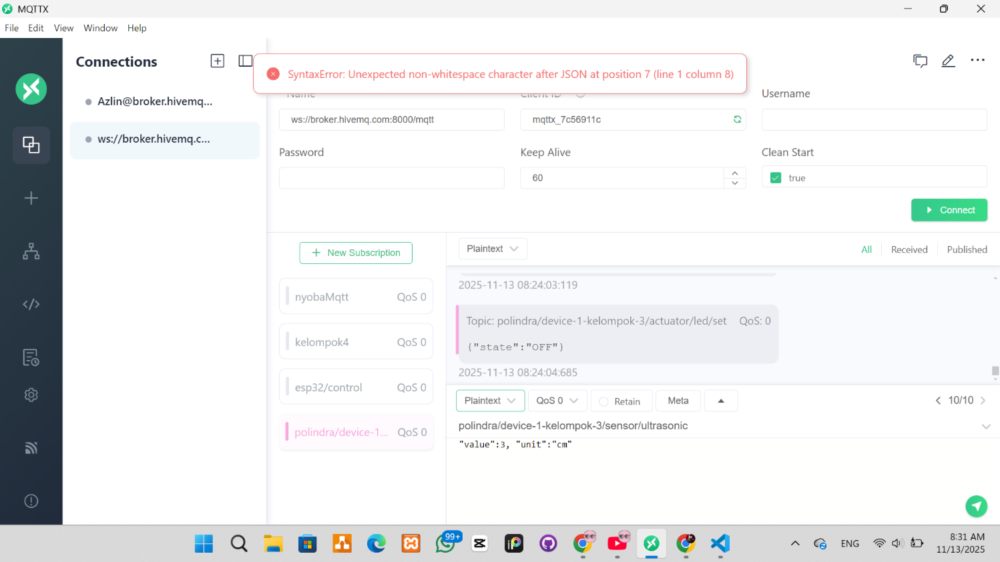 MQTTX
File Edit View Window Help
Connections
SyntaxError: Unexpected non-whitespace character after JSON at position 7 (line 1 column 8)
Azlin@broker.hivemq...
ws://broker.hivemq.c...
Name Client ID Username
ws://broker.hivemq.com:8000/mqtt mqttx_7c56911c
Password Keep Alive Clean Start
60 true
Connect
New Subscription
Plaintext All Received Published
nyobaMqtt QoS 0
kelompok4 QoS 0
esp32/control QoS 0
polindra/device-1... QoS 0
2025-11-13 08:24:03:119
Topic: polindra/device-1-kelompok-3/actuator/led/set QoS: 0
{"state":"OFF"}
2025-11-13 08:24:04:685
Plaintext QoS 0 Retain Meta 10/10
polindra/device-1-kelompok-3/sensor/ultrasonic
"value":3, "unit":"cm"
99+
ENG
8:31 AM
11/13/2025